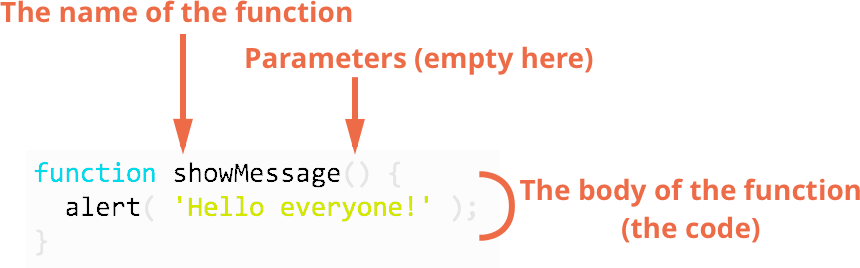 The name of the function
Parameters (empty here)
function showMessage() {
alert( 'Hello everyone!' );
}
The body of the function
(the code)